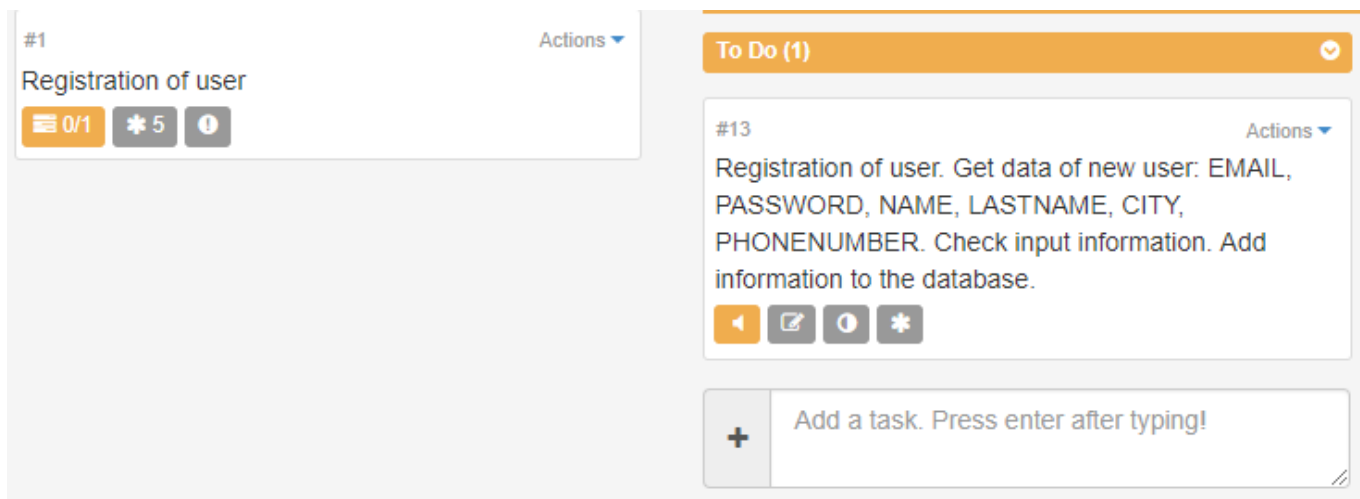 #1
Actions
Registration of user
0/1
5
To Do (1)
#13
Actions
Registration of user. Get data of new user: EMAIL,
PASSWORD, NAME, LASTNAME, CITY,
PHONENUMBER. Check input information. Add
information to the database.
Add a task. Press enter after typing!